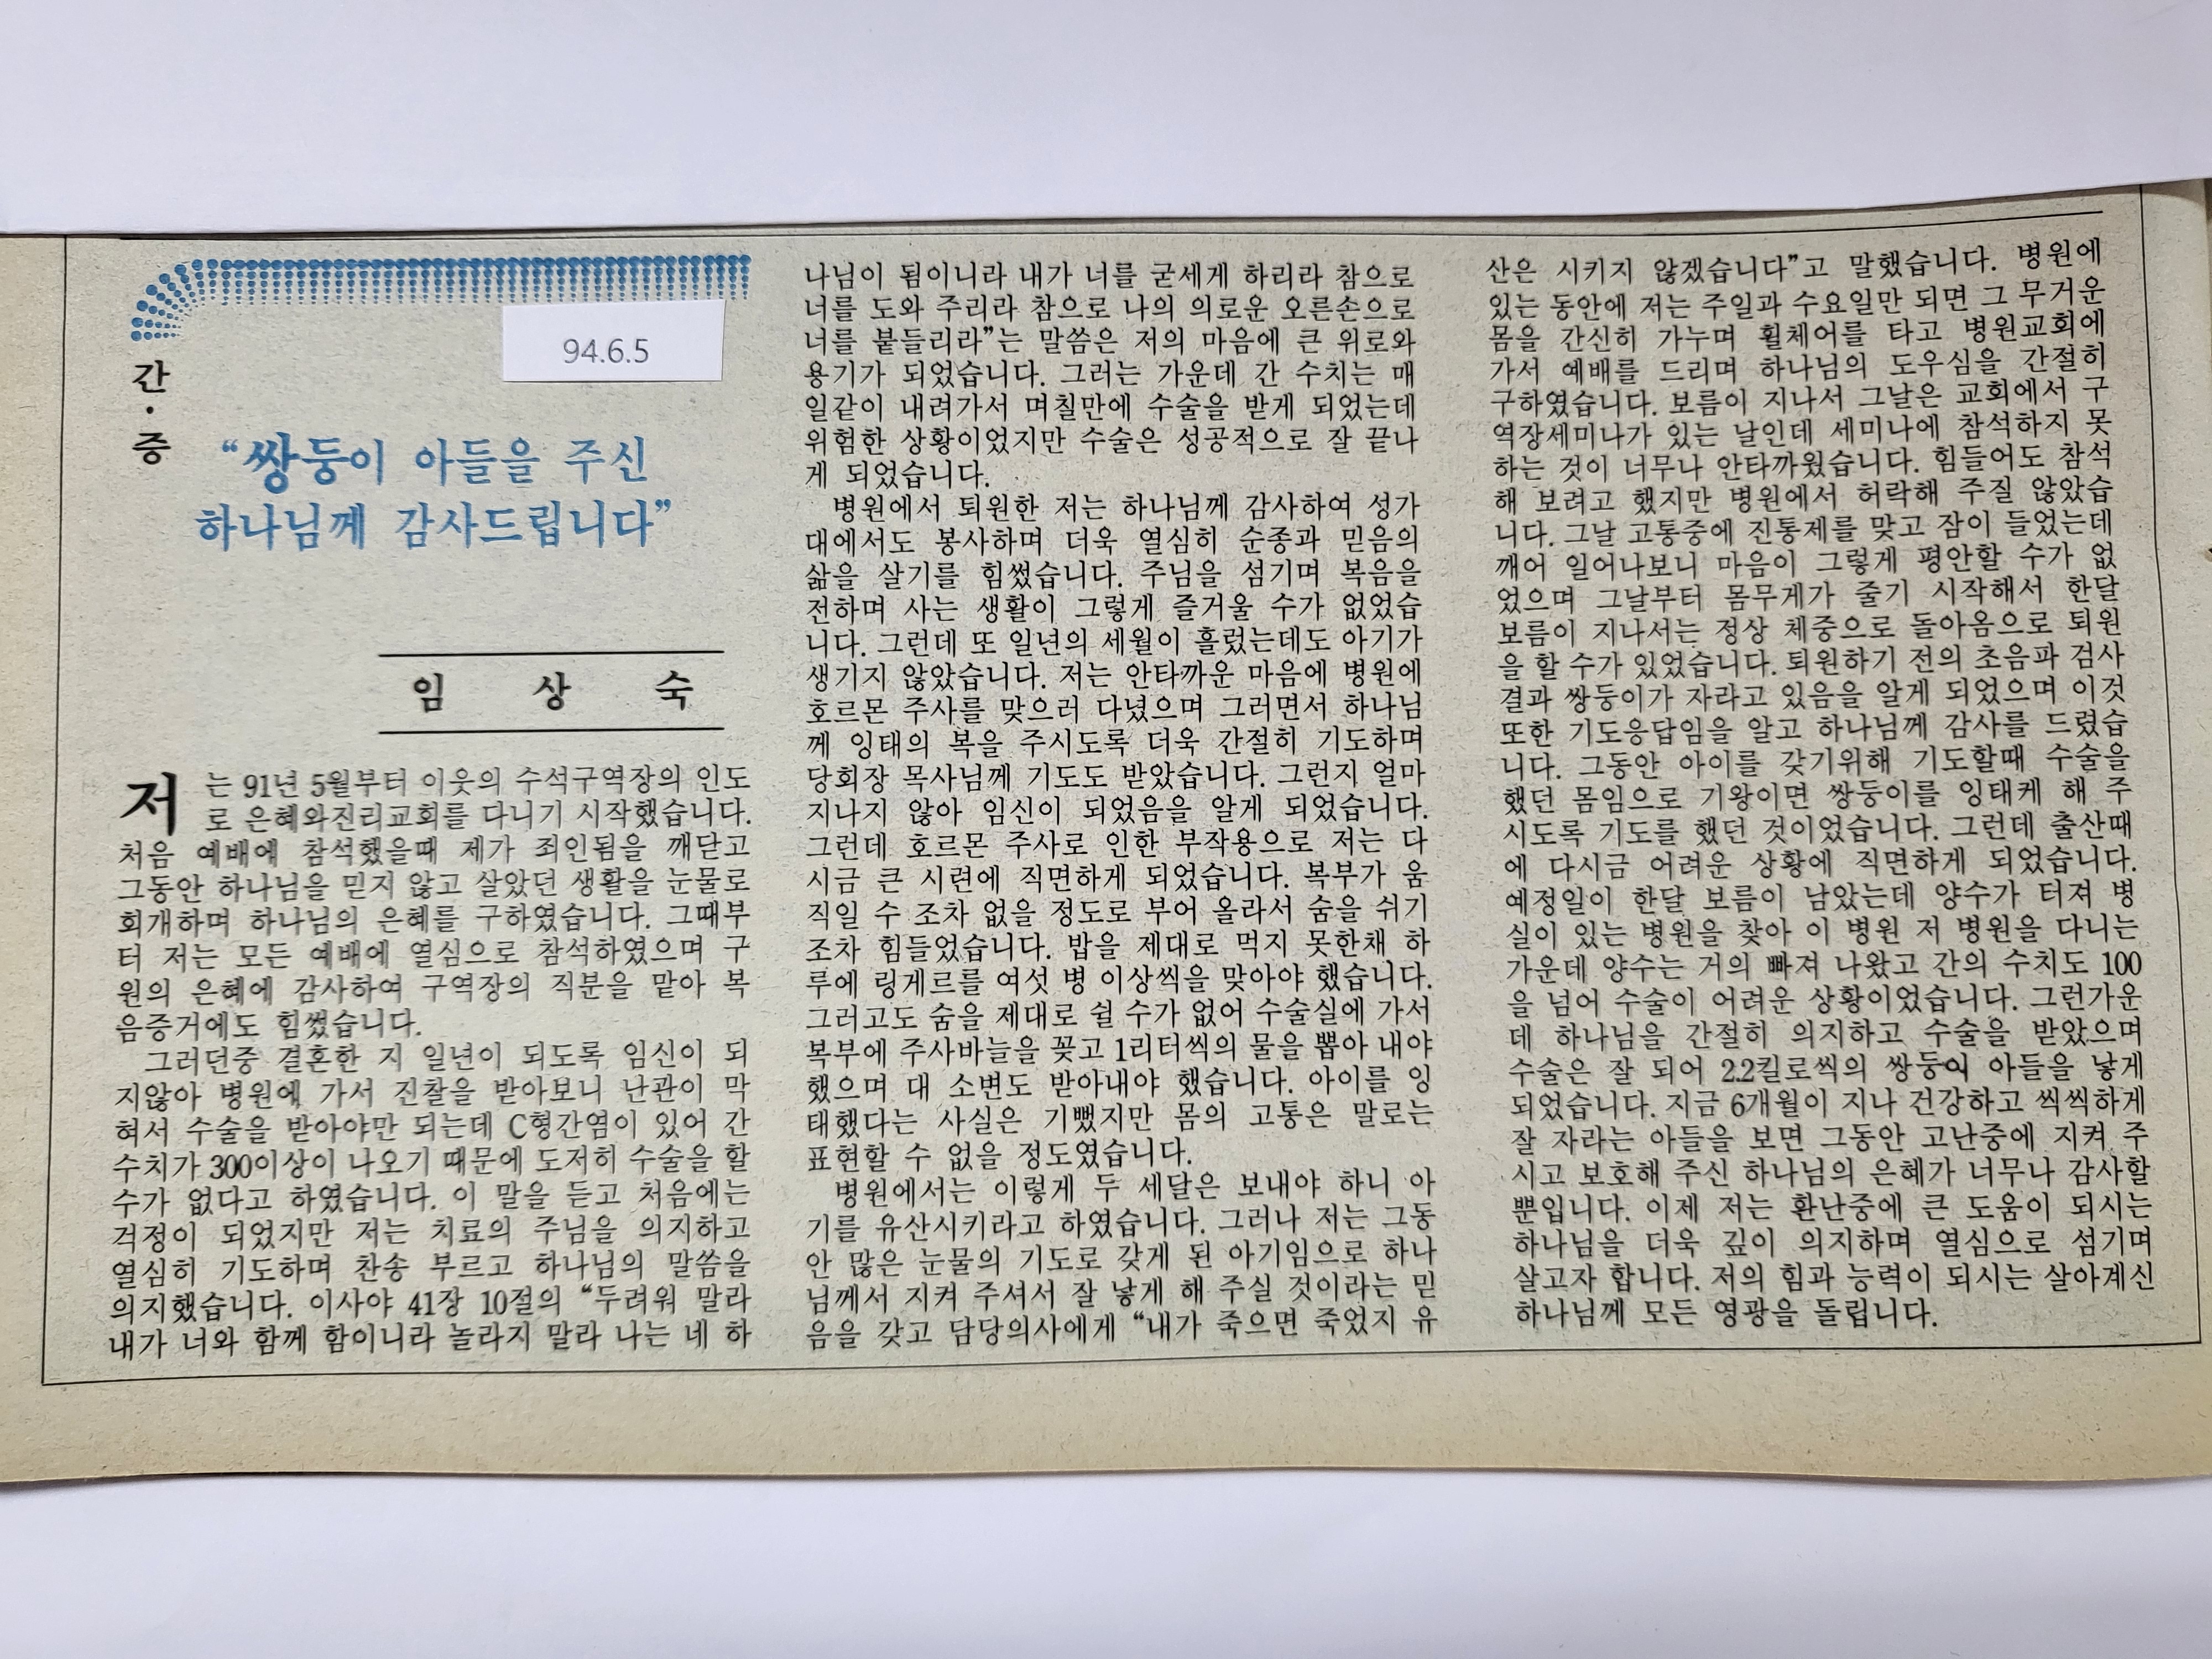 94.6.5
간·증
“쌍둥이 아들을 주신
하나님께 감사드립니다”
임 상 숙
저는 91년 5월부터 이웃의 수석구역장의 인도
로 은혜와진리교회를 다니기 시작했습니다.
처음 예배에 참석했을때 제가 죄인됨을 깨닫고
그동안 하나님을 믿지 않고 살았던 생활을 눈물로
회개하며 하나님의 은혜를 구하였습니다. 그때부
터 저는 모든 예배에 열심으로 참석하였으며 구
원의 은혜에 감사하여 구역장의 직분을 맡아 복
음증거에도 힘썼습니다.
그러던중 결혼한 지 일년이 되도록 임신이 되
지않아 병원에 가서 진찰을 받아보니 난관이 막
혀서 수술을 받아야만 되는데 C형간염이 있어 간
수치가 300이상이 나오기 때문에 도저히 수술을 할
수가 없다고 하였습니다. 이 말을 듣고 처음에는
걱정이 되었지만 저는 치료의 주님을 의지하고
열심히 기도하며 찬송 부르고 하나님의 말씀을
의지했습니다. 이사야 41장 10절의 “두려워 말라
내가 너와 함께 함이니라 놀라지 말라 나는 네 하
나님이 됨이니라 내가 너를 굳세게 하리라 참으로
너를 도와 주리라 참으로 나의 의로운 오른손으로
너를 붙들리라”는 말씀은 저의 마음에 큰 위로와
용기가 되었습니다. 그러는 가운데 간 수치는 매
일같이 내려가서 며칠만에 수술을 받게 되었는데
위험한 상황이었지만 수술은 성공적으로 잘 끝나
게 되었습니다.
병원에서 퇴원한 저는 하나님께 감사하여 성가
대에서도 봉사하며 더욱 열심히 순종과 믿음의
삶을 살기를 힘썼습니다. 주님을 섬기며 복음을
전하며 사는 생활이 그렇게 즐거울 수가 없었습
니다. 그런데 또 일년의 세월이 흘렀는데도 아기가
생기지 않았습니다. 저는 안타까운 마음에 병원에
호르몬 주사를 맞으러 다녔으며 그러면서 하나님
께 잉태의 복을 주시도록 더욱 간절히 기도하며
당회장 목사님께 기도도 받았습니다. 그런지 얼마
지나지 않아 임신이 되었음을 알게 되었습니다.
그런데 호르몬 주사로 인한 부작용으로 저는 다
시금 큰 시련에 직면하게 되었습니다. 복부가 움
직일 수 조차 없을 정도로 부어 올라서 숨을 쉬기
조차 힘들었습니다. 밥을 제대로 먹지 못한채 하
루에 링게르를 여섯 병 이상씩을 맞아야 했습니다.
그러고도 숨을 제대로 쉴 수가 없어 수술실에 가서
복부에 주사바늘을 꽂고 1리터씩의 물을 뽑아 내야
했으며 대 소변도 받아내야 했습니다. 아이를 잉
태했다는 사실은 기뻤지만 몸의 고통은 말로는
표현할 수 없을 정도였습니다.
병원에서는 이렇게 두 세달은 보내야 하니 아
기를 유산시키라고 하였습니다. 그러나 저는 그동
안 많은 눈물의 기도로 갖게 된 아기임으로 하나
님께서 지켜 주셔서 잘 낳게 해 주실 것이라는 믿
음을 갖고 담당의사에게 “내가 죽으면 죽었지 유
산은 시키지 않겠습니다”고 말했습니다. 병원에
있는 동안에 저는 주일과 수요일만 되면 그 무거운
몸을 간신히 가누며 휠체어를 타고 병원교회에
가서 예배를 드리며 하나님의 도우심을 간절히
구하였습니다. 보름이 지나서 그날은 교회에서 구
역장세미나가 있는 날인데 세미나에 참석하지 못
하는 것이 너무나 안타까웠습니다. 힘들어도 참석
해 보려고 했지만 병원에서 허락해 주질 않았습
니다. 그날 고통중에 진통제를 맞고 잠이 들었는데
깨어 일어나보니 마음이 그렇게 평안할 수가 없
었으며 그날부터 몸무게가 줄기 시작해서 한달
보름이 지나서는 정상 체중으로 돌아옴으로 퇴원
을 할 수가 있었습니다. 퇴원하기 전의 초음파 검사
결과 쌍둥이가 자라고 있음을 알게 되었으며 이것
또한 기도응답임을 알고 하나님께 감사를 드렸습
니다. 그동안 아이를 갖기위해 기도할때 수술을
했던 몸임으로 기왕이면 쌍둥이를 잉태케 해 주
시도록 기도를 했던 것이었습니다. 그런데 출산때
에 다시금 어려운 상황에 직면하게 되었습니다.
예정일이 한달 보름이 남았는데 양수가 터져 병
실이 있는 병원을 찾아 이 병원 저 병원을 다니는
가운데 양수는 거의 빠져 나왔고 간의 수치도 100
을 넘어 수술이 어려운 상황이었습니다. 그런가운
데 하나님을 간절히 의지하고 수술을 받았으며
수술은 잘 되어 2.2킬로씩의 쌍둥이 아들을 낳게
되었습니다. 지금 6개월이 지나 건강하고 씩씩하게
잘 자라는 아들을 보면 그동안 고난중에 지켜 주
시고 보호해 주신 하나님의 은혜가 너무나 감사할
뿐입니다. 이제 저는 환난중에 큰 도움이 되시는
하나님을 더욱 깊이 의지하며 열심으로 섬기며
살고자 합니다. 저의 힘과 능력이 되시는 살아계신
하나님께 모든 영광을 돌립니다.